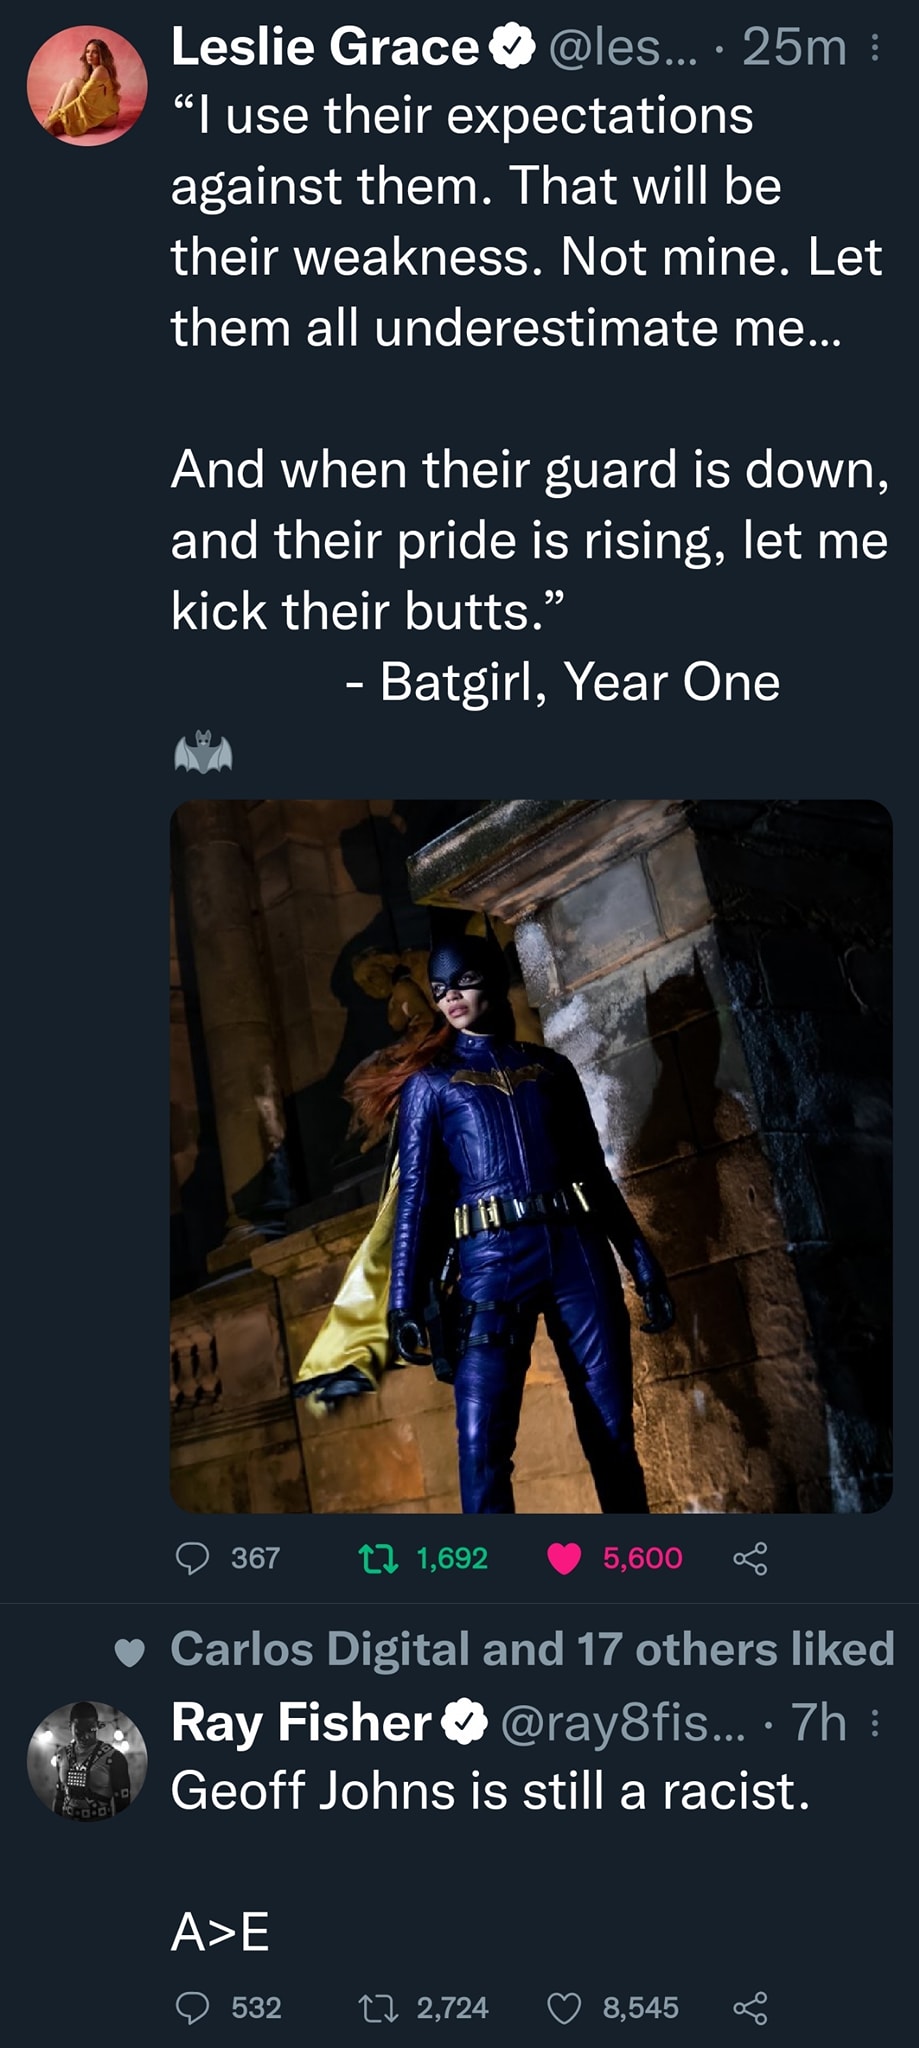 Leslie Grace @les... · 25m
“I use their expectations
against them. That will be
their weakness. Not mine. Let
them all underestimate me...
And when their guard is down,
and their pride is rising, let me
kick their butts.”
- Batgirl, Year One
367 1,692 5,600
Carlos Digital and 17 others liked
Ray Fisher @ray8fis... · 7h
Geoff Johns is still a racist.
A>E
532 2,724 8,545